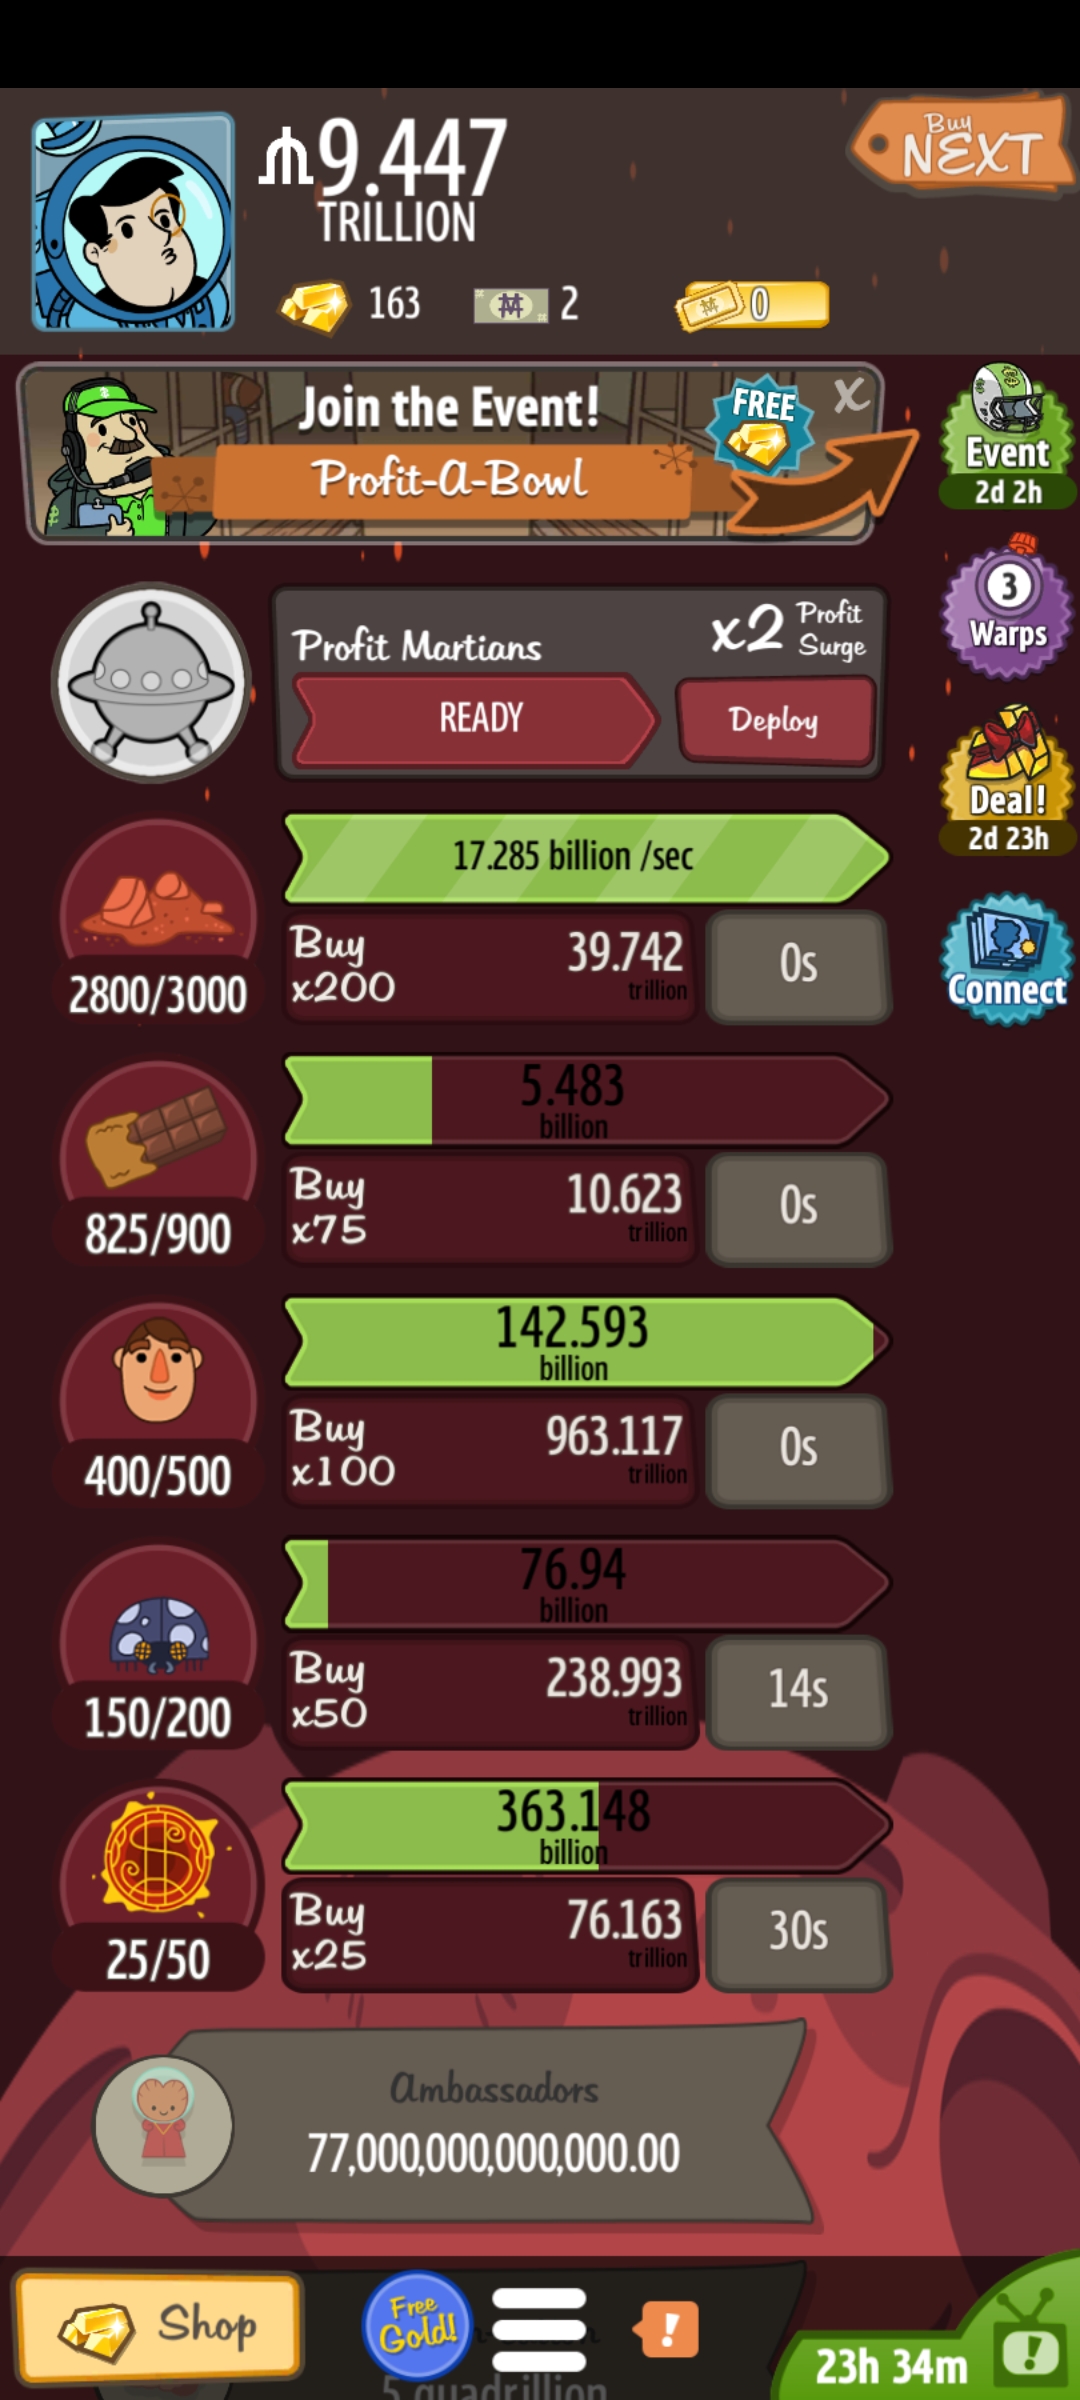 9.447
TRILLION
Buy
NEXT
163
2
0
Join the Event!
Profit-A-Bowl
FREE
X
Event
2d 2h
3
Warps
Profit Martians
x2 Profit Surge
READY
Deploy
Deal!
2d 23h
17.285 billion /sec
Buy
x200
39.742
trillion
0s
2800/3000
Connect
5.483
billion
Buy
x75
10.623
trillion
0s
825/900
142.593
billion
Buy
x100
963.117
trillion
0s
400/500
76.94
billion
Buy
x50
238.993
trillion
14s
150/200
363.148
billion
Buy
x25
76.163
trillion
30s
25/50
Ambassadors
77,000,000,000,000.00
Shop
Free
Gold!
!
5 quadrillion
23h 34m
!